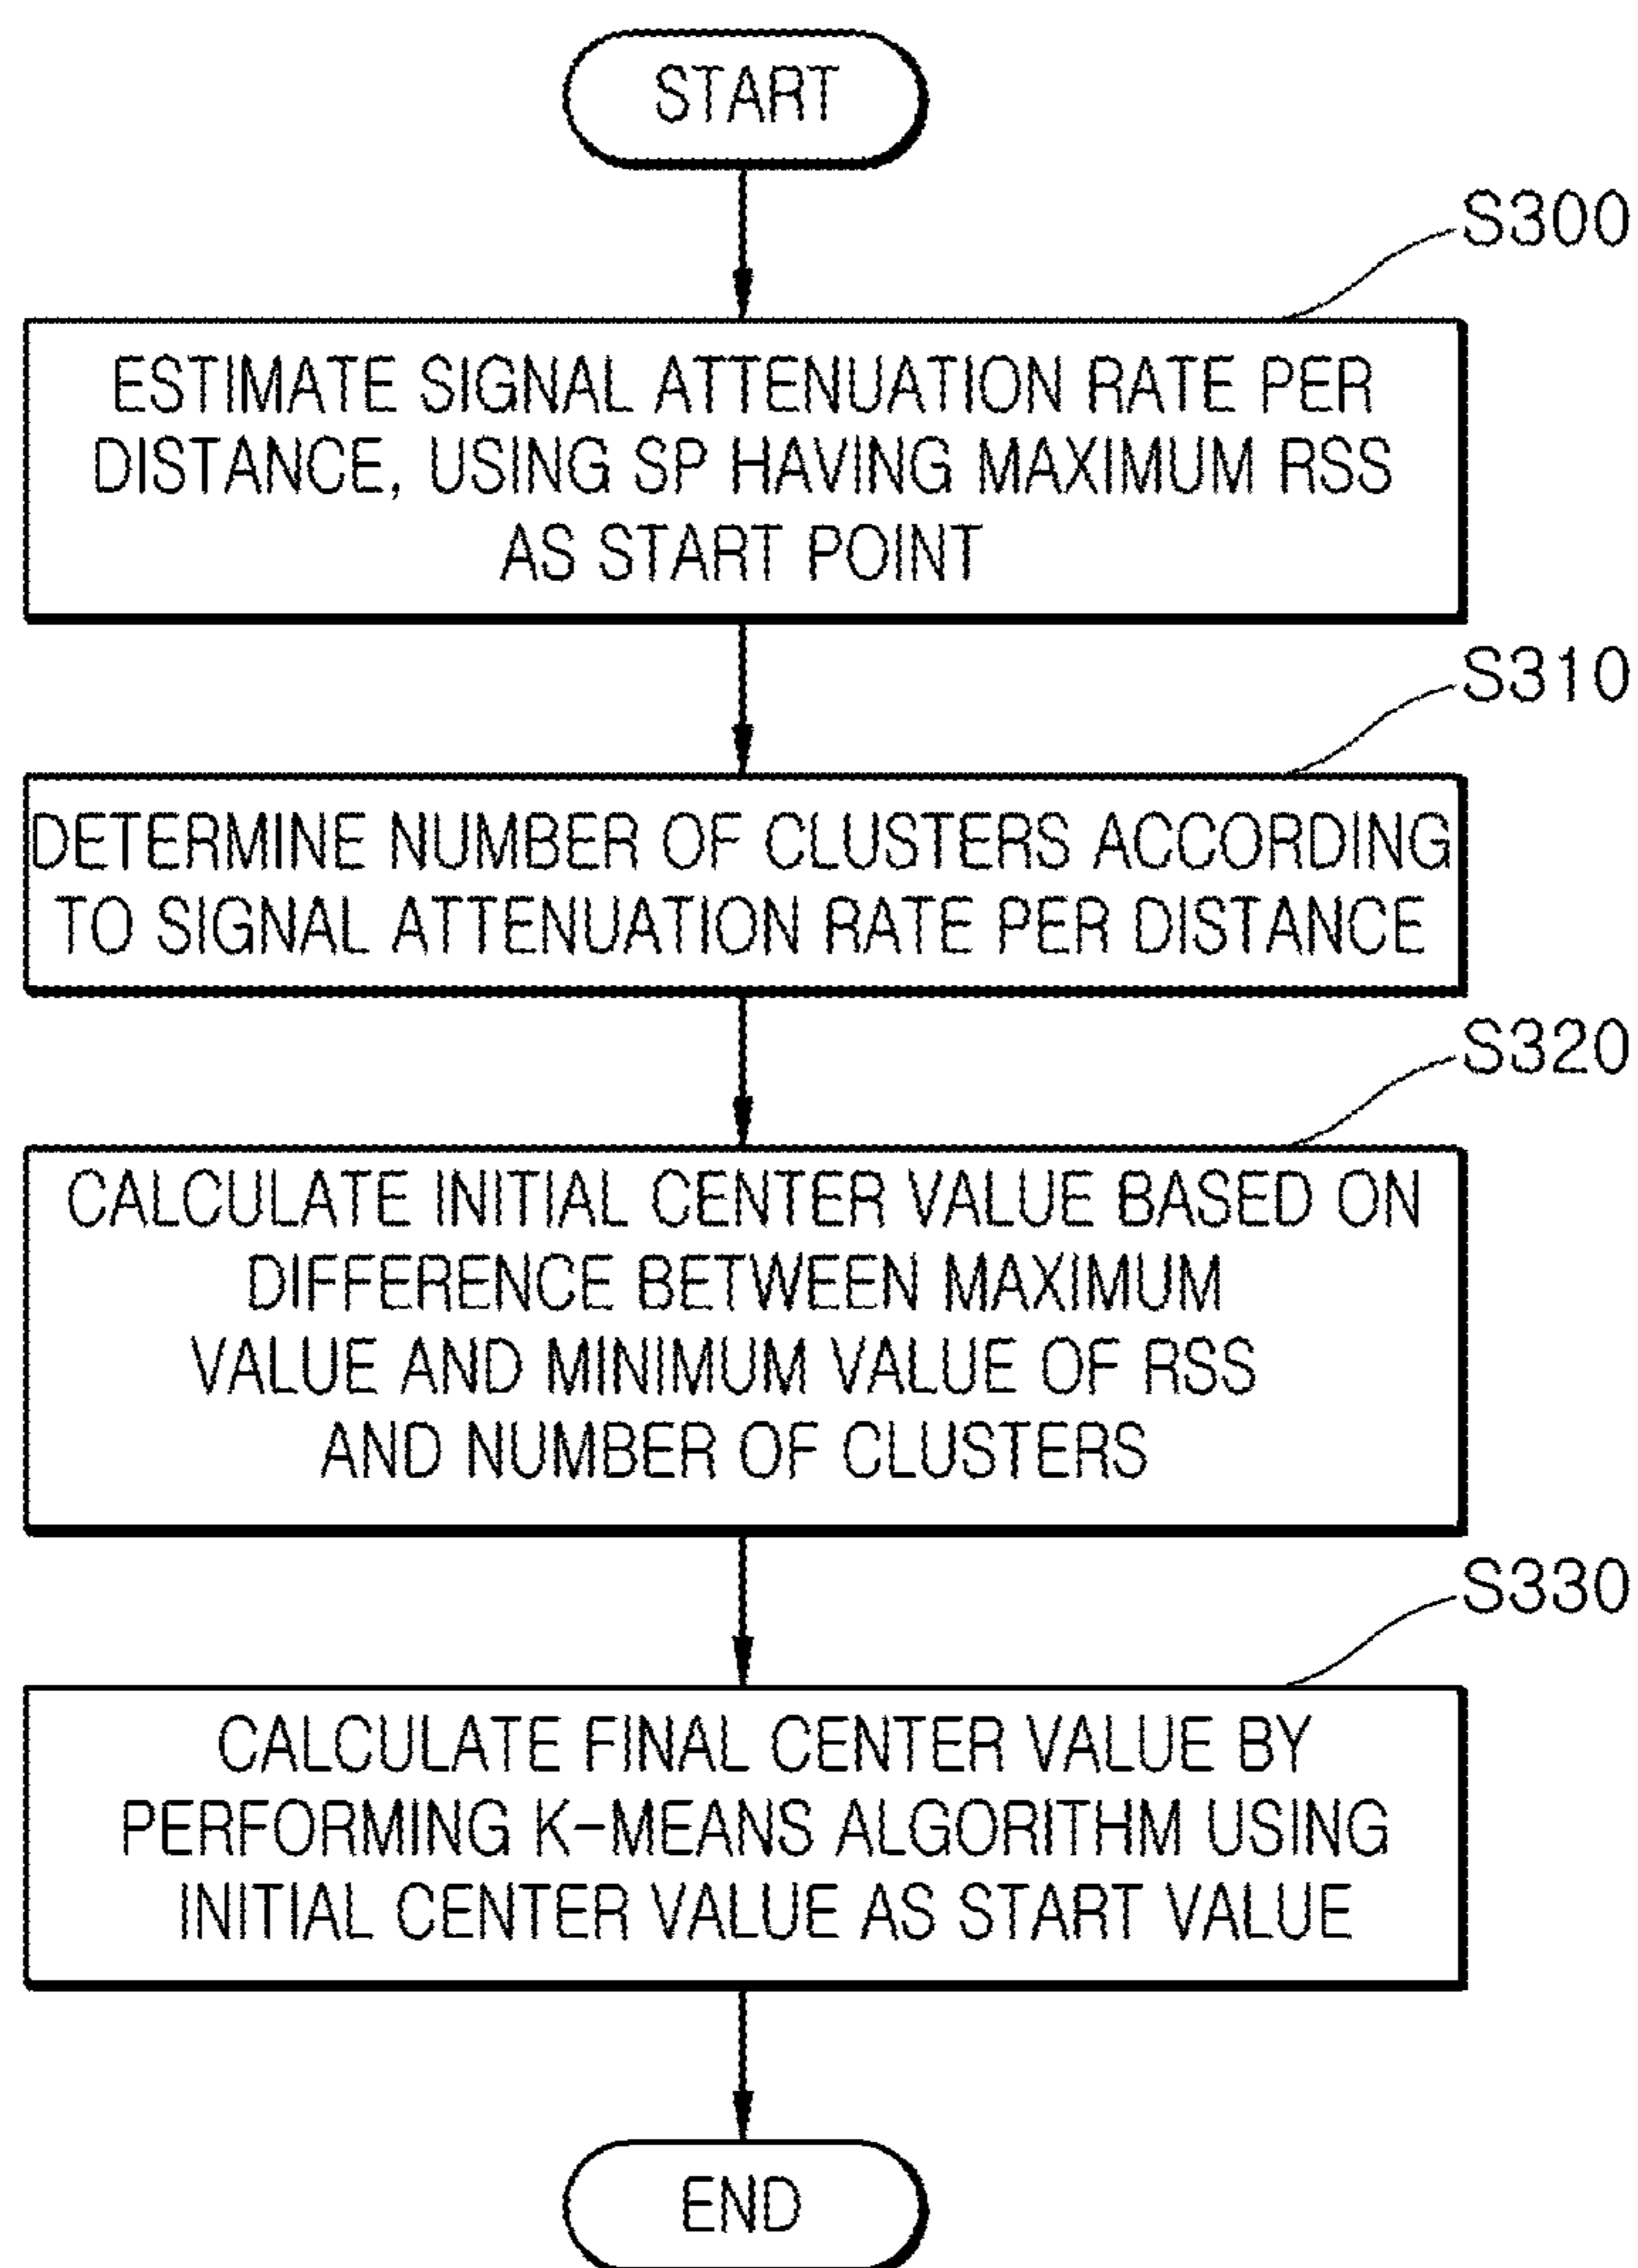 START
S300
ESTIMATE SIGNAL ATTENUATION RATE PER
DISTANCE, USING SP HAVING MAXIMUM RSS
AS START POINT
S310
DETERMINE NUMBER OF CLUSTERS ACCORDING
TO SIGNAL ATTENUATION RATE PER DISTANCE
S320
CALCULATE INITIAL CENTER VALUE BASED ON
DIFFERENCE BETWEEN MAXIMUM
VALUE AND MINIMUM VALUE OF RSS
AND NUMBER OF CLUSTERS
S330
CALCULATE FINAL CENTER VALUE BY
PERFORMING K-MEANS ALGORITHM USING
INITIAL CENTER VALUE AS START VALUE
END